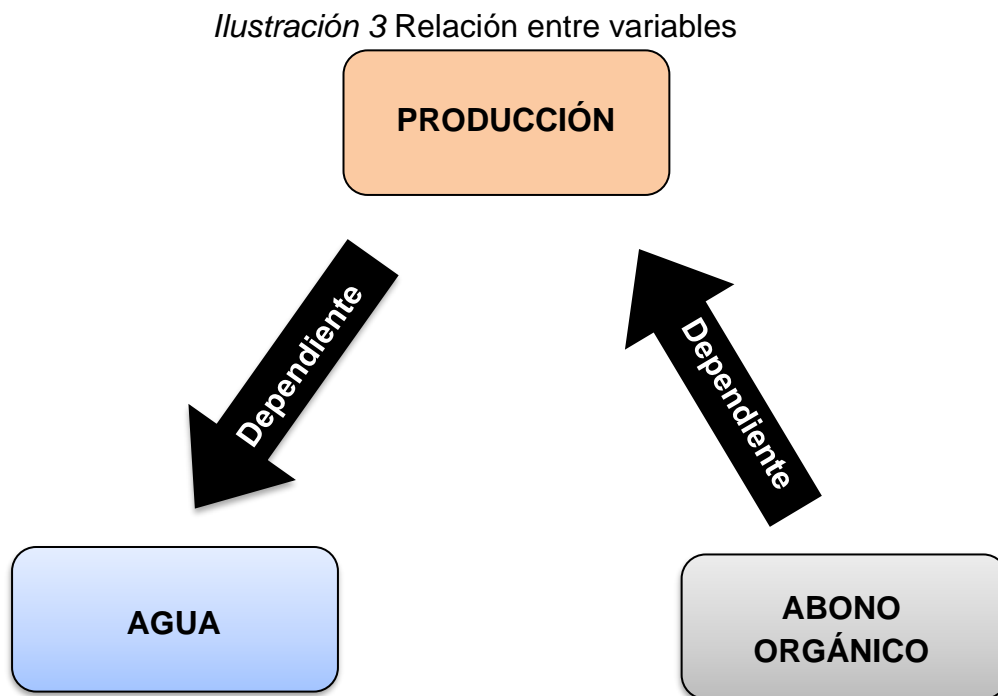 Ilustración 3 Relación entre variables
PRODUCCIÓN
Dependiente
Dependiente
AGUA
ABONO
ORGÁNICO